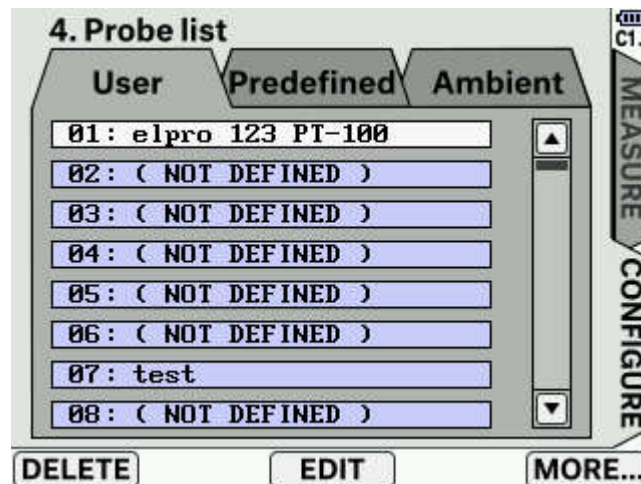 4. Probe list
C1.
User Predefined Ambient
01: elpro 123 PT-100
02: ( NOT DEFINED )
03: ( NOT DEFINED )
04: ( NOT DEFINED )
05: ( NOT DEFINED )
06: ( NOT DEFINED )
07: test
08: ( NOT DEFINED )
MEASURE
CONFIGURE
DELETE EDIT MORE...